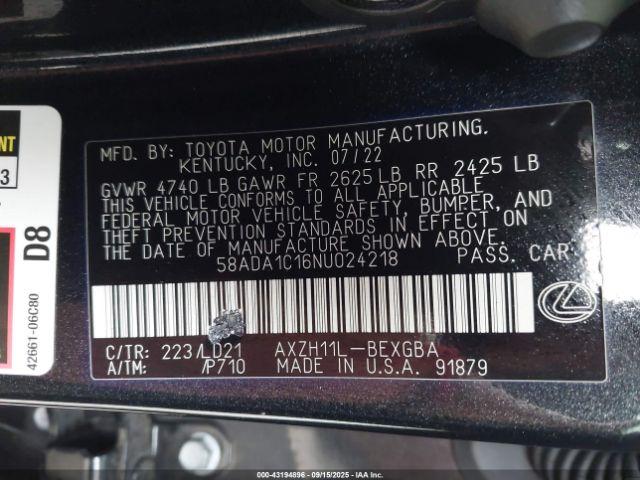 MFD. BY: TOYOTA MOTOR MANUFACTURING.
KENTUCKY, INC. 07/22
GVWR 4740 LB GAWR FR 2625 LB RR 2425 LB
THIS VEHICLE CONFORMS TO ALL APPLICABLE
FEDERAL MOTOR VEHICLE SAFETY, BUMPER, AND
THEFT PREVENTION STANDARDS IN EFFECT ON
THE DATE OF MANUFACTURE SHOWN ABOVE.
58ADA1C16NU024218 PASS. CAR
C/TR: 223/LD21 AXZH11L-BEXGBA
A/TM: /P710 MADE IN U.S.A. 91879
D8
42661-06C80
00-43194896 - 09/15/2025 - IAAI.com